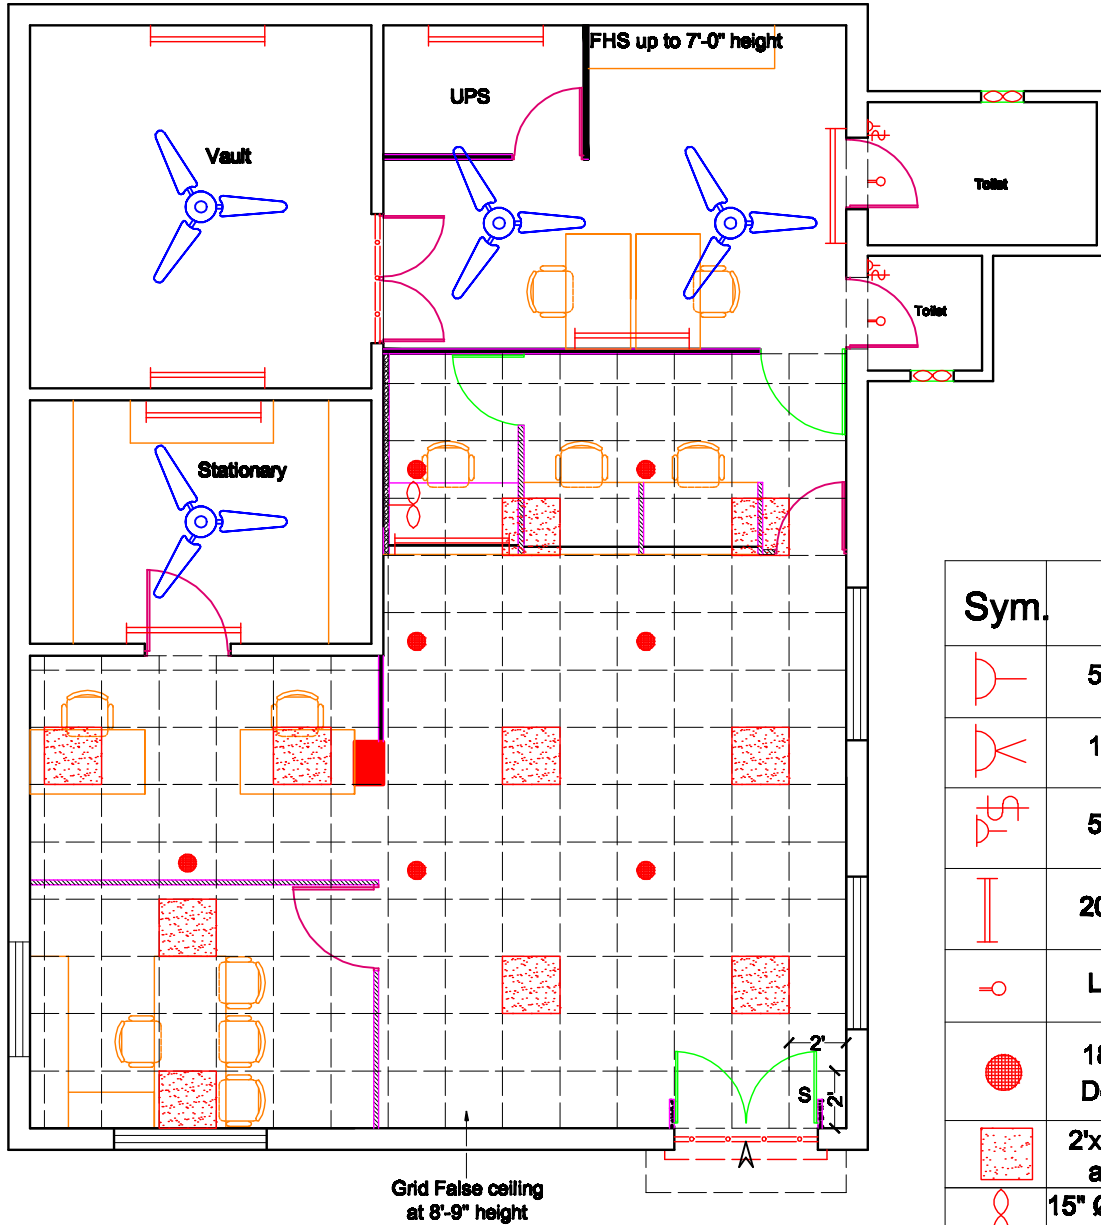 FHS up to 7'-0" height
UPS
Vault
Toilet
Toilet
Stationary
Sym.
5
1
5
20
L
18
D
2'x
a
15" Ø
2'
S
2'
Grid False ceiling
at 8'-9" height